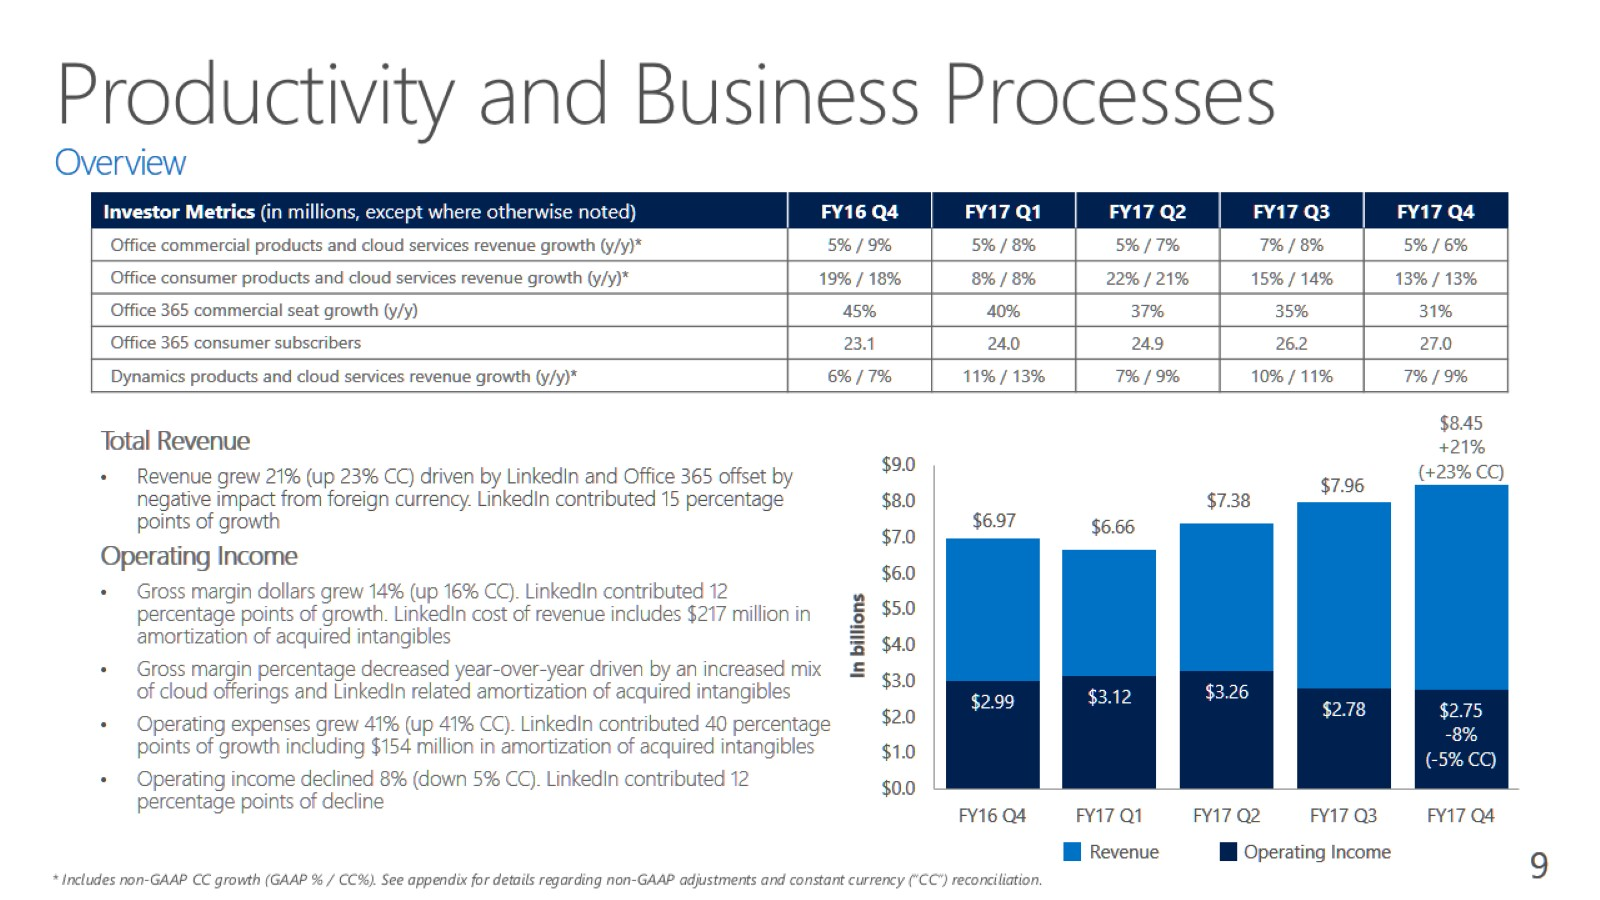 Productivity and Business Processes
Overview
Investor Metrics (in millions, except where otherwise noted) FY16 Q4 FY17 Q1 FY17 Q2 FY17 Q3 FY17 Q4
Office commercial products and cloud services revenue growth (y/y)* 5% / 9% 5% / 8% 5% / 7% 7% / 8% 5% / 6%
Office consumer products and cloud services revenue growth (y/y)* 19% / 18% 8% / 8% 22% / 21% 15% / 14% 13% / 13%
Office 365 commercial seat growth (y/y) 45% 40% 37% 35% 31%
Office 365 consumer subscribers 23.1 24.0 24.9 26.2 27.0
Dynamics products and cloud services revenue growth (y/y)* 6% / 7% 11% / 13% 7% / 9% 10% / 11% 7% / 9%
Total Revenue
• Revenue grew 21% (up 23% CC) driven by LinkedIn and Office 365 offset by
negative impact from foreign currency. LinkedIn contributed 15 percentage
points of growth
Operating Income
• Gross margin dollars grew 14% (up 16% CC). LinkedIn contributed 12
percentage points of growth. LinkedIn cost of revenue includes $217 million in
amortization of acquired intangibles
• Gross margin percentage decreased year-over-year driven by an increased mix
of cloud offerings and LinkedIn related amortization of acquired intangibles
• Operating expenses grew 41% (up 41% CC). LinkedIn contributed 40 percentage
points of growth including $154 million in amortization of acquired intangibles
• Operating income declined 8% (down 5% CC). LinkedIn contributed 12
percentage points of decline
In billions
$9.0
$8.0
$7.0
$6.0
$5.0
$4.0
$3.0
$2.0
$1.0
$0.0
$6.97
$6.66
$7.38
$7.96
$8.45
+21%
(+23% CC)
$2.99
$3.12
$3.26
$2.78
$2.75
-8%
(-5% CC)
FY16 Q4 FY17 Q1 FY17 Q2 FY17 Q3 FY17 Q4
Revenue Operating Income
* Includes non-GAAP CC growth (GAAP % / CC%). See appendix for details regarding non-GAAP adjustments and constant currency ("CC") reconciliation.
9